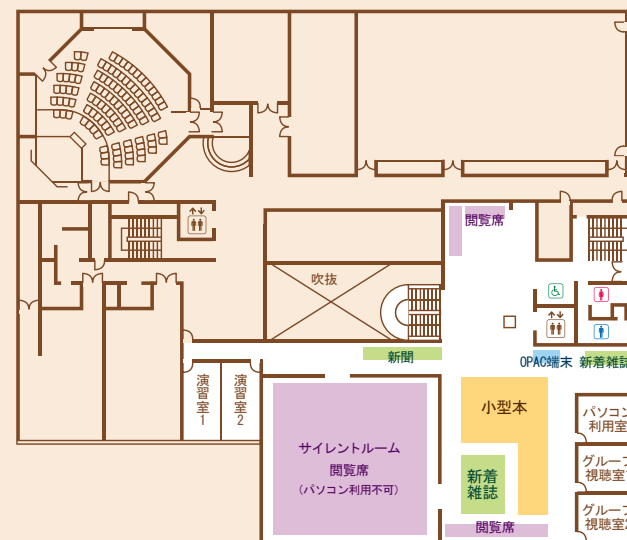 閲覧席
吹抜
新聞
OPAC端末
新着雑誌
演習室1
演習室2
サイレントルーム
閲覧席
（パソコン利用不可）
小型本
新着
雑誌
閲覧席
パソコン
利用室
グループ
視聴室
グループ
視聴室2